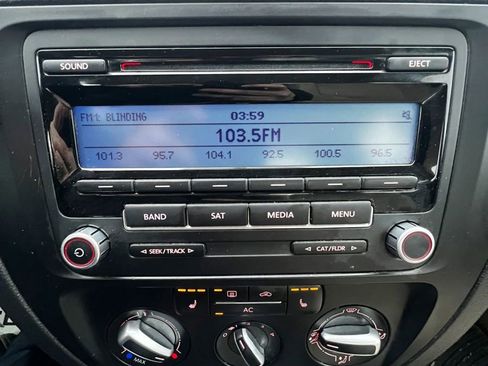 SOUND EJECT
FM1: BLINDING 03:59
103.5FM
101.3 95.7 104.1 92.5 100.5 96.5
BAND SAT MEDIA MENU
SEEK/TRACK CAT/FLDR
AC
MAX